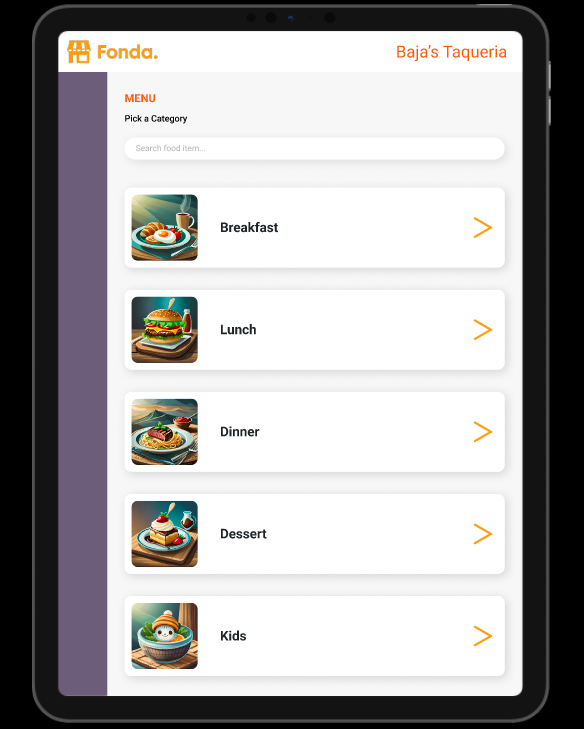 Fonda.
Baja's Taqueria
MENU
Pick a Category
Search food item...
Breakfast
Lunch
Dinner
Dessert
Kids